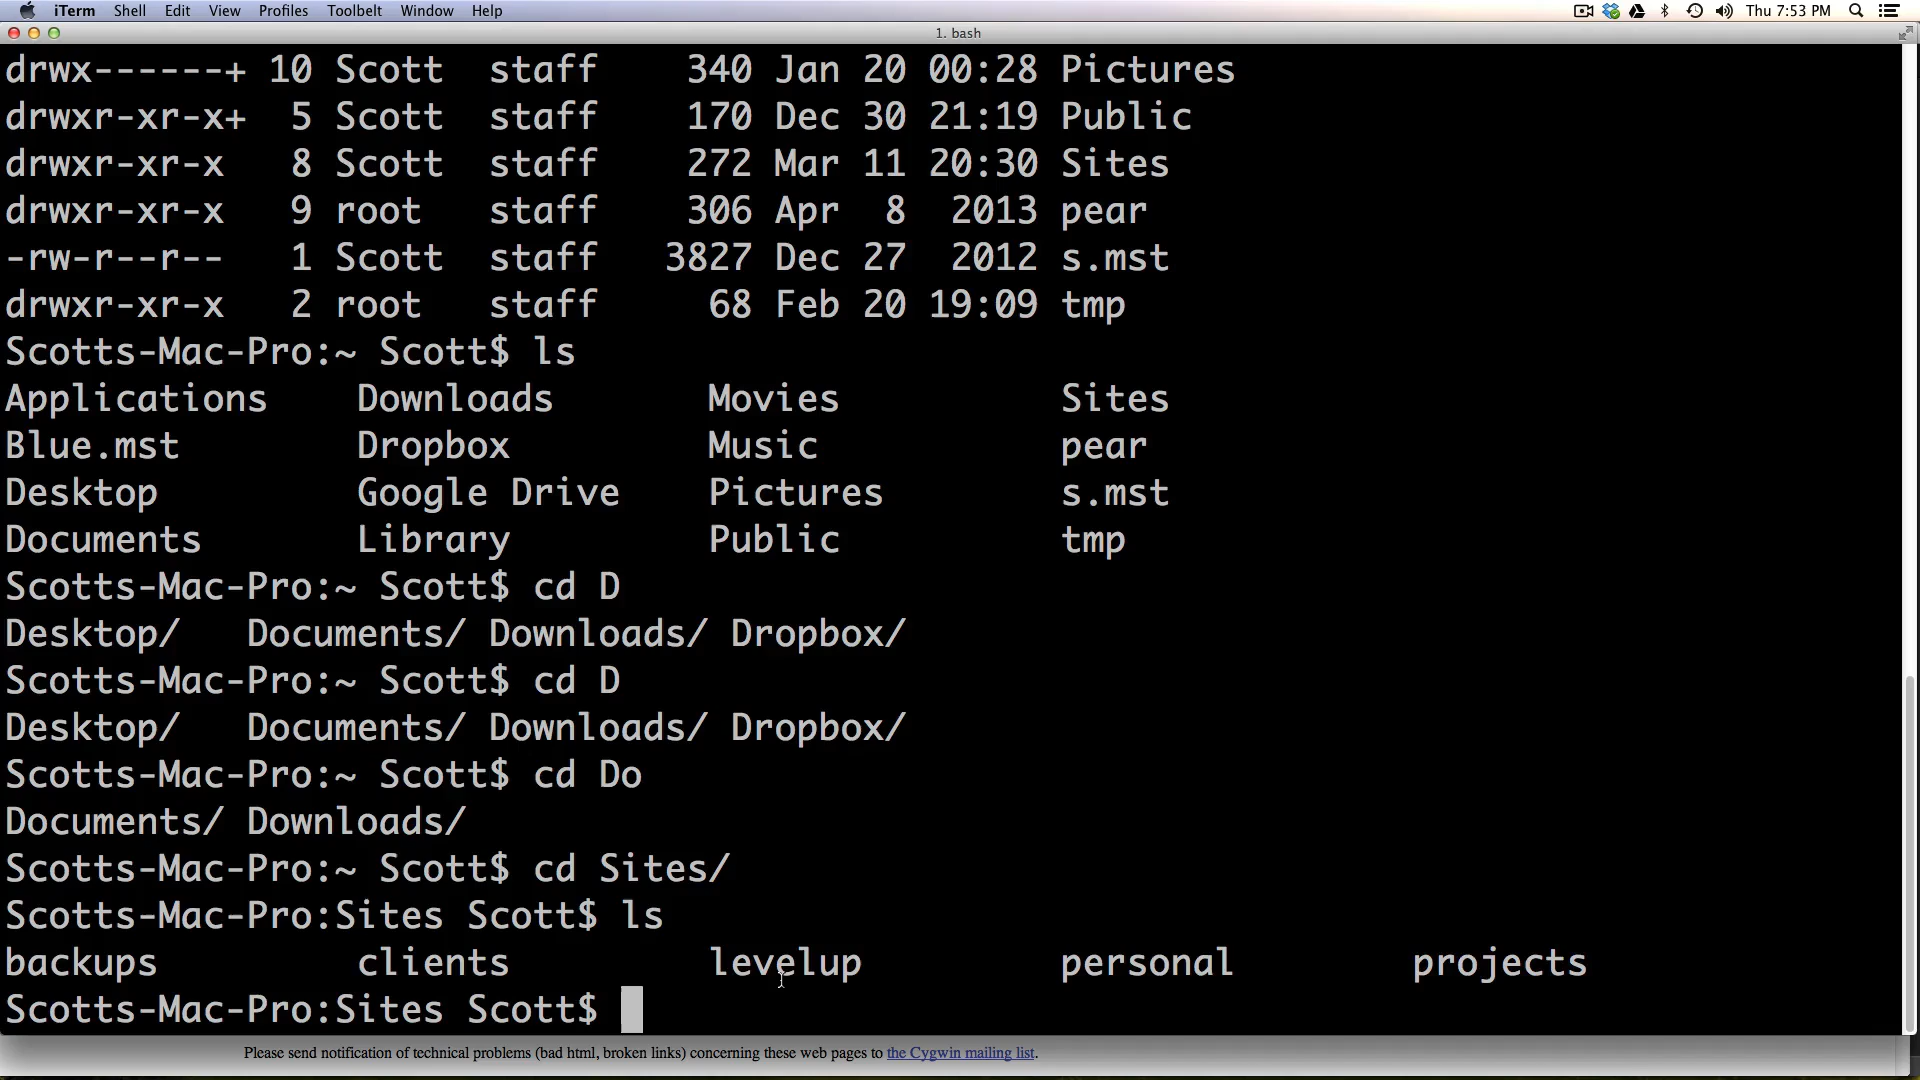 iTerm Shell Edit View Profiles Toolbelt Window Help Thu 7:53 PM
1. bash
drwx------+ 10 Scott staff 340 Jan 20 00:28 Pictures
drwxr-xr-x+ 5 Scott staff 170 Dec 30 21:19 Public
drwxr-xr-x 8 Scott staff 272 Mar 11 20:30 Sites
drwxr-xr-x 9 root staff 306 Apr 8 2013 pear
-rw-r--r-- 1 Scott staff 3827 Dec 27 2012 s.mst
drwxr-xr-x 2 root staff 68 Feb 20 19:09 tmp
Scotts-Mac-Pro:~ Scott$ ls
Applications Downloads Movies Sites
Blue.mst Dropbox Music pear
Desktop Google Drive Pictures s.mst
Documents Library Public tmp
Scotts-Mac-Pro:~ Scott$ cd D
Desktop/ Documents/ Downloads/ Dropbox/
Scotts-Mac-Pro:~ Scott$ cd D
Desktop/ Documents/ Downloads/ Dropbox/
Scotts-Mac-Pro:~ Scott$ cd Do
Documents/ Downloads/
Scotts-Mac-Pro:~ Scott$ cd Sites/
Scotts-Mac-Pro:Sites Scott$ ls
backups clients levelup personal projects
Scotts-Mac-Pro:Sites Scott$
Please send notification of technical problems (bad html, broken links) concerning these web pages to the Cygwin mailing list.